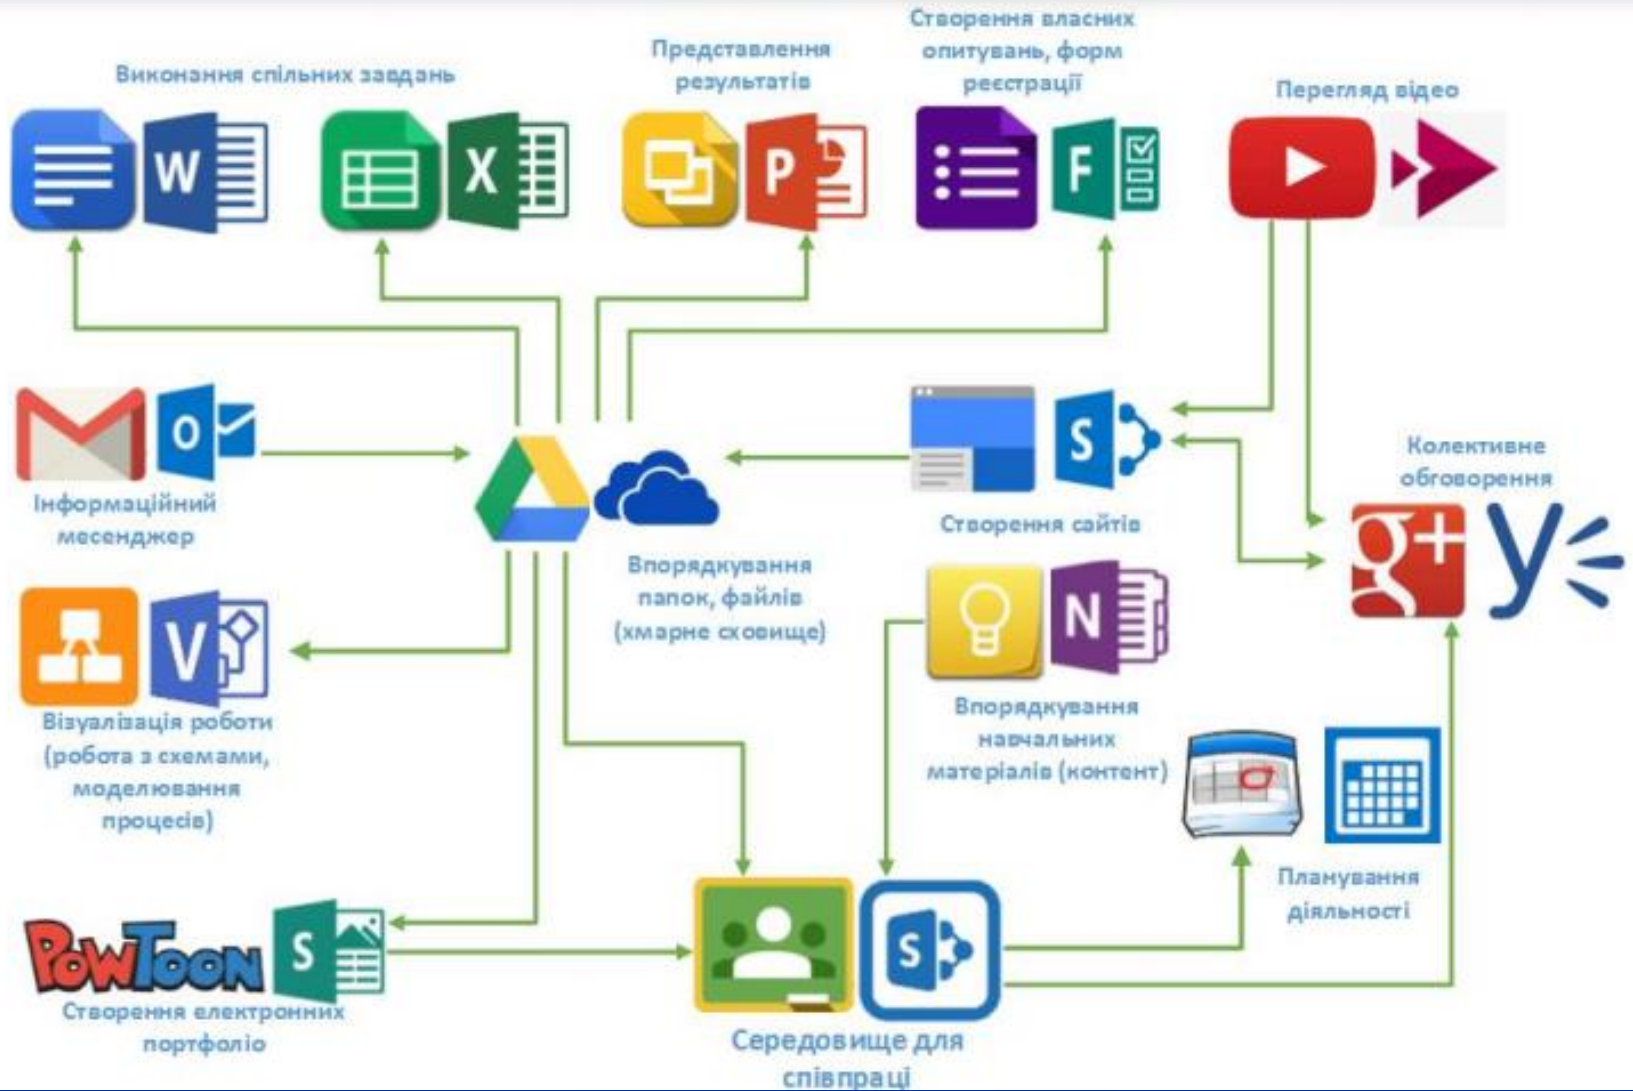 Створення власних
опитувань, форм
реєстрації
Представлення
результатів
Виконання спільних завдань
Перегляд відео
W
X
P
F
O
S
Інформаційний
месенджер
Створення сайтів
Колективне
обговорення
g+
y
Впорядкування
папок, файлів
(хмарне сховище)
V
N
Візуалізація роботи
(робота з схемами,
моделювання
процесів)
Впорядкування
навчальних
матеріалів (контент)
Планування
діяльності
PowToon
S
S
Створення електронних
портфоліо
Середовище для
співпраці